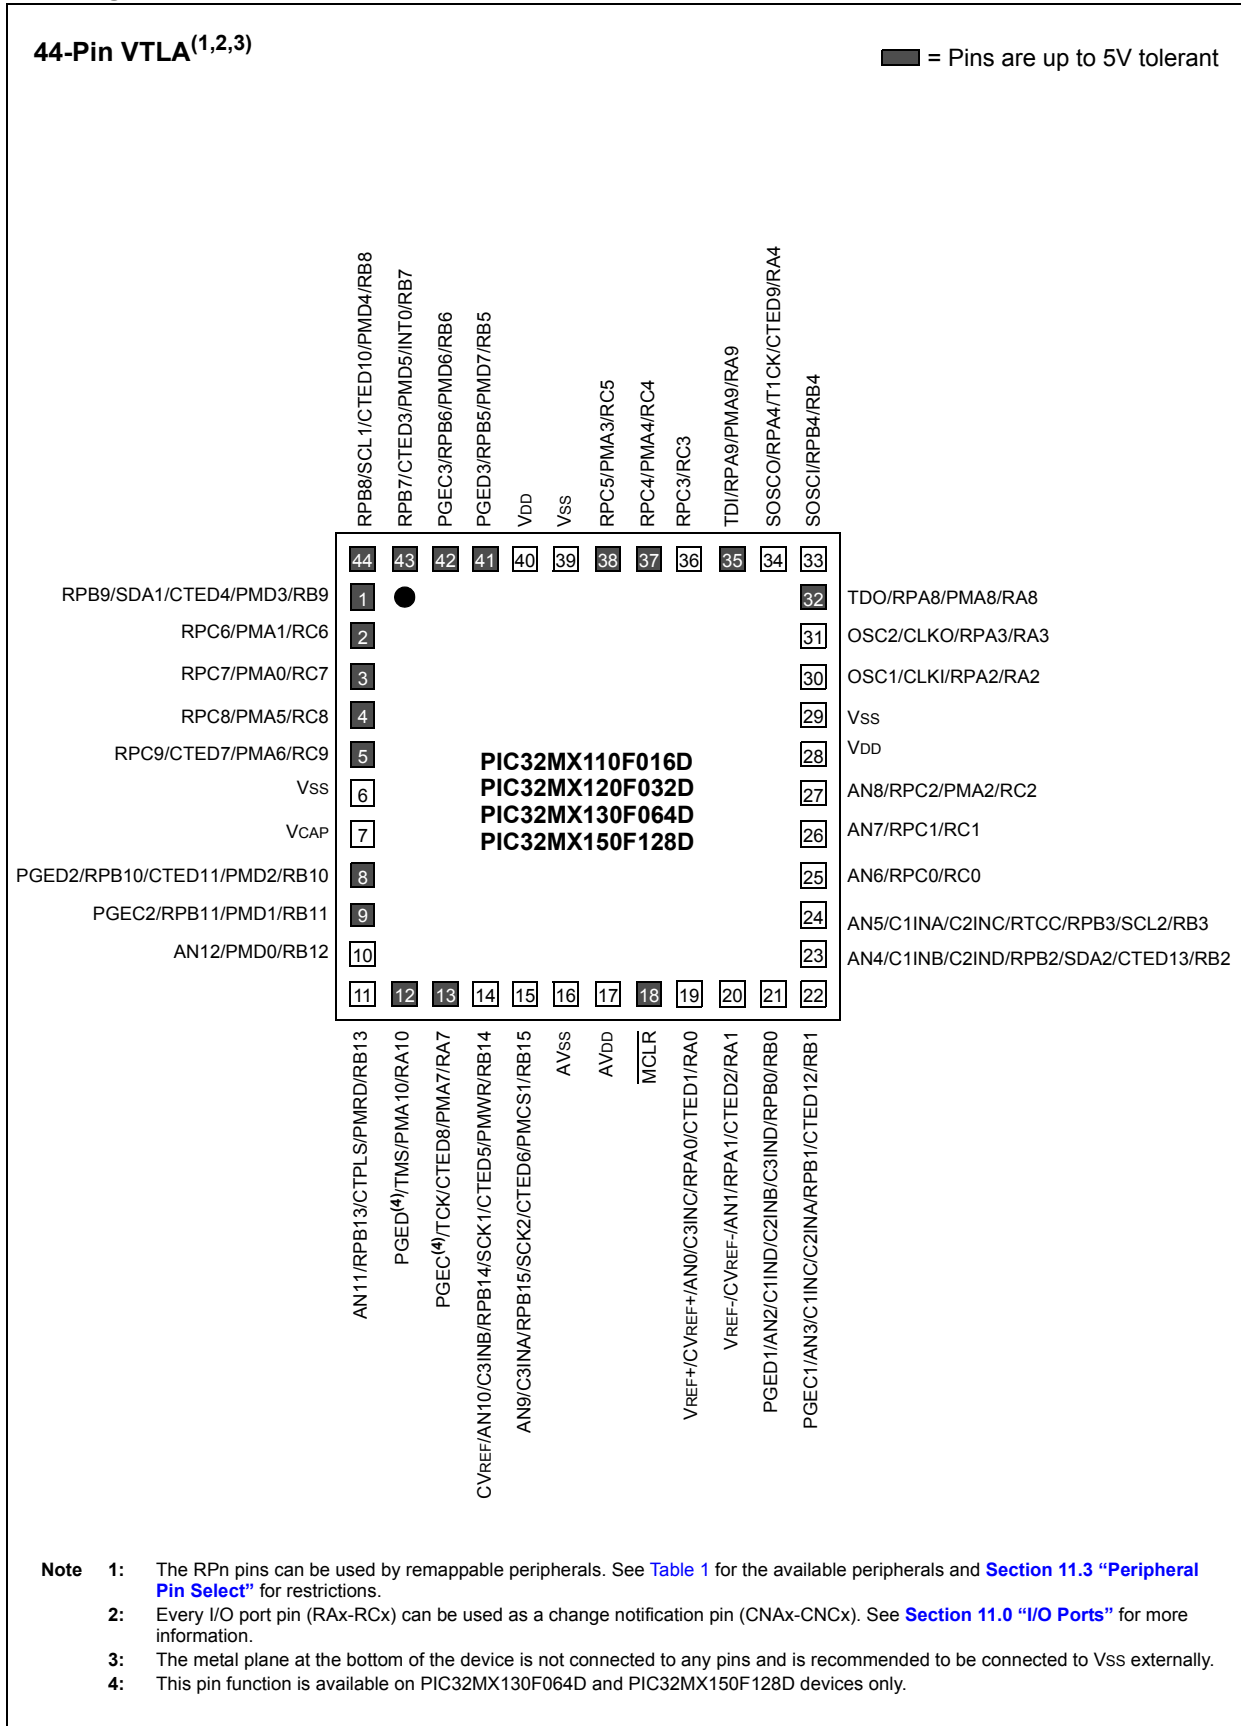 44-Pin VTLA(1,2,3)
= Pins are up to 5V tolerant
RPB8/SCL1/CTED10/PMD4/RB8
RPB7/CTED3/PMD5/INT0/RB7
PGEC3/RPB6/PMD6/RB6
PGED3/RPB5/PMD7/RB5
VDD
VSS
RPC5/PMA3/RC5
RPC4/PMA4/RC4
RPC3/RC3
TDI/RPA9/PMA9/RA9
SOSCO/RPA4/T1CK/CTED9/RA4
SOSCI/RPB4/RB4
44 43 42 41 40 39 38 37 36 35 34 33
RPB9/SDA1/CTED4/PMD3/RB9 1
32 TDO/RPA8/PMA8/RA8
RPC6/PMA1/RC6 2
31 OSC2/CLKO/RPA3/RA3
RPC7/PMA0/RC7 3
30 OSC1/CLKI/RPA2/RA2
RPC8/PMA5/RC8 4
29 VSS
RPC9/CTED7/PMA6/RC9 5
28 VDD
VSS 6
27 AN8/RPC2/PMA2/RC2
VCAP 7
26 AN7/RPC1/RC1
PGED2/RPB10/CTED11/PMD2/RB10 8
25 AN6/RPC0/RC0
PGEC2/RPB11/PMD1/RB11 9
24 AN5/C1INA/C2INC/RTCC/RPB3/SCL2/RB3
AN12/PMD0/RB12 10
23 AN4/C1INB/C2IND/RPB2/SDA2/CTED13/RB2
PIC32MX110F016D
PIC32MX120F032D
PIC32MX130F064D
PIC32MX150F128D
11 12 13 14 15 16 17 18 19 20 21 22
AN11/RPB13/CTPLS/PMRD/RB13
PGED(4)/TMS/PMA10/RA10
PGEC(4)/TCK/CTED8/PMA7/RA7
CVREF/AN10/C3INB/RPB14/SCK1/CTED5/PMWR/RB14
AN9/C3INA/RPB15/SCK2/CTED6/PMCS1/RB15
AVSS
AVDD
MCLR
VREF+/CVREF+/AN0/C3INC/RPA0/CTED1/RA0
VREF-/CVREF-/AN1/RPA1/CTED2/RA1
PGED1/AN2/C1IND/C2INB/C3IND/RPB0/RB0
PGEC1/AN3/C1INC/C2INA/RPB1/CTED12/RB1
Note 1: The RPn pins can be used by remappable peripherals. See Table 1 for the available peripherals and Section 11.3 “Peripheral
Pin Select” for restrictions.
2: Every I/O port pin (RAx-RCx) can be used as a change notification pin (CNAx-CNCx). See Section 11.0 “I/O Ports” for more
information.
3: The metal plane at the bottom of the device is not connected to any pins and is recommended to be connected to VSS externally.
4: This pin function is available on PIC32MX130F064D and PIC32MX150F128D devices only.